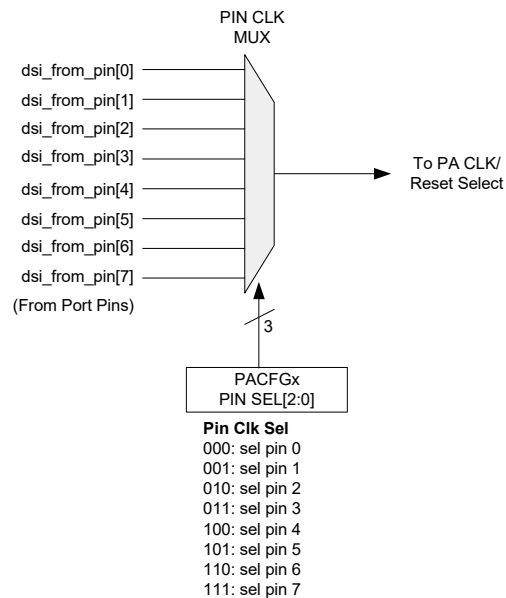 PIN CLK
MUX
dsi_from_pin[0]
dsi_from_pin[1]
dsi_from_pin[2]
dsi_from_pin[3]
dsi_from_pin[4]
dsi_from_pin[5]
dsi_from_pin[6]
dsi_from_pin[7]
(From Port Pins)
To PA CLK/
Reset Select
3
PACFGx
PIN SEL[2:0]
Pin Clk Sel
000: sel pin 0
001: sel pin 1
010: sel pin 2
011: sel pin 3
100: sel pin 4
101: sel pin 5
110: sel pin 6
111: sel pin 7